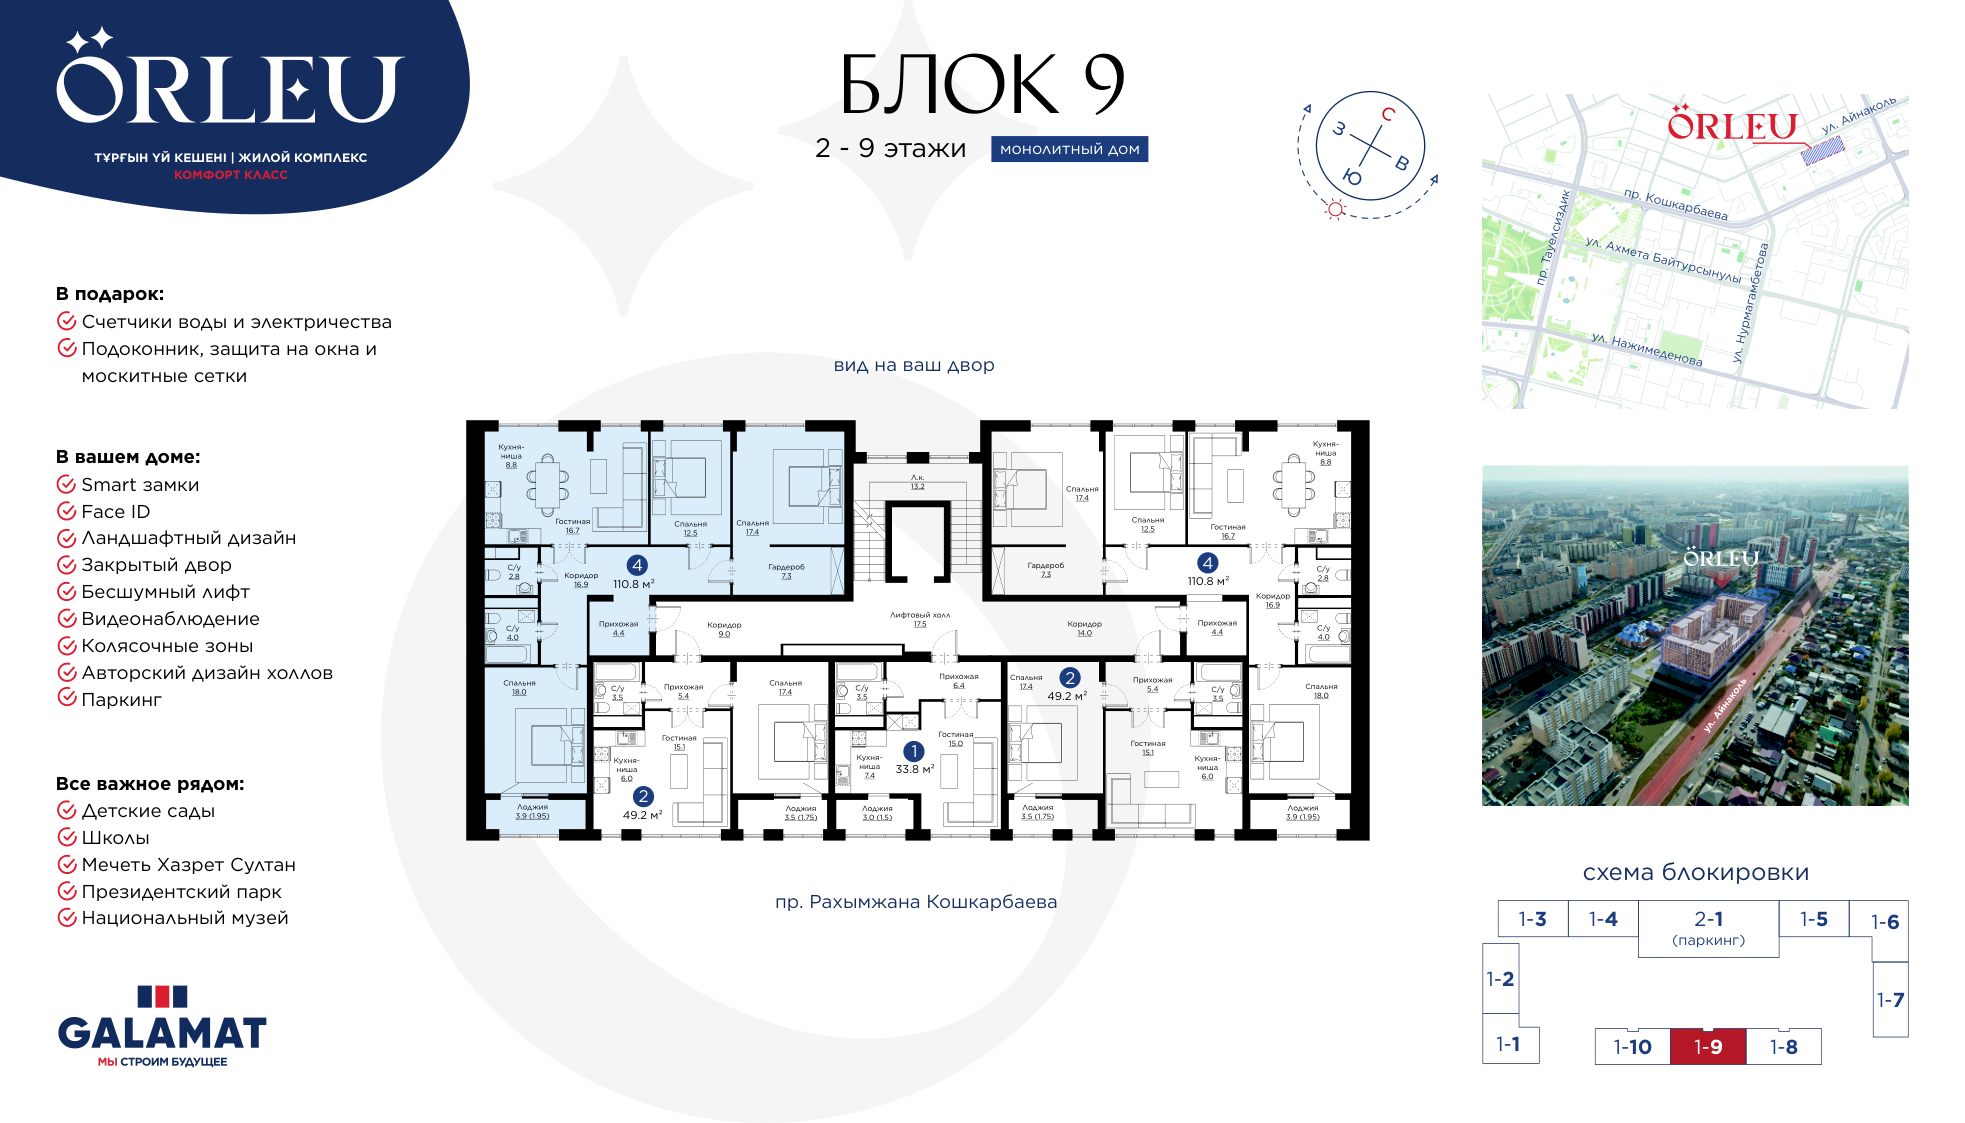 ÖRLEU
ТҰРҒЫН ҮЙ КЕШЕНІ | ЖИЛОЙ КОМПЛЕКС
КОМФОРТ КЛАСС
БЛОК 9
2 - 9 этажи
МОНОЛИТНЫЙ ДОМ
С
З
В
Ю
ÖRLEU
ул. Айнаколь
пр. Кошкарбаева
пр. Тауелсиздик
ул. Ахмета Байтурсынулы
ул. Нурмагамбетова
ул. Нажимеденова
В подарок:
Счетчики воды и электричества
Подоконник, защита на окна и
москитные сетки
В вашем доме:
Smart замки
Face ID
Ландшафтный дизайн
Закрытый двор
Бесшумный лифт
Видеонаблюдение
Колясочные зоны
Авторский дизайн холлов
Паркинг
Все важное рядом:
Детские сады
Школы
Мечеть Хазрет Султан
Президентский парк
Национальный музей
GALAMAT
МЫ СТРОИМ БУДУЩЕЕ
вид на ваш двор
Кухня-
ниша
8.8
Гостиная
16.7
Спальня
12.5
Спальня
17.4
Гардероб
7.3
С/у
2.8
Коридор
16.9
4
110.8 м²
С/у
4.0
Прихожая
4.4
Спальня
18.0
Лоджия
3.9 (1.95)
Л.к.
13.2
Лифтовый холл
17.5
Коридор
9.0
Коридор
14.0
Спальня
17.4
Спальня
12.5
Гостиная
16.7
Кухня-
ниша
8.8
Гардероб
7.3
4
110.8 м²
С/у
2.8
Коридор
16.9
Прихожая
4.4
С/у
4.0
Спальня
18.0
Лоджия
3.9 (1.95)
С/у
3.5
Прихожая
5.4
Спальня
17.4
Гостиная
15.1
Кухня-
ниша
6.0
2
49.2 м²
Лоджия
3.5 (1.75)
С/у
3.5
Прихожая
6.4
Гостиная
15.0
1
33.8 м²
Кухня-
ниша
7.4
Лоджия
3.0 (1.5)
Спальня
17.4
2
49.2 м²
Прихожая
5.4
С/у
3.5
Гостиная
15.1
Кухня-
ниша
6.0
Лоджия
3.5 (1.75)
пр. Рахымжана Кошкарбаева
ÖRLEU
ул. Айнаколь
схема блокировки
1-3
1-4
2-1
(паркинг)
1-5
1-6
1-2
1-7
1-1
1-10
1-9
1-8